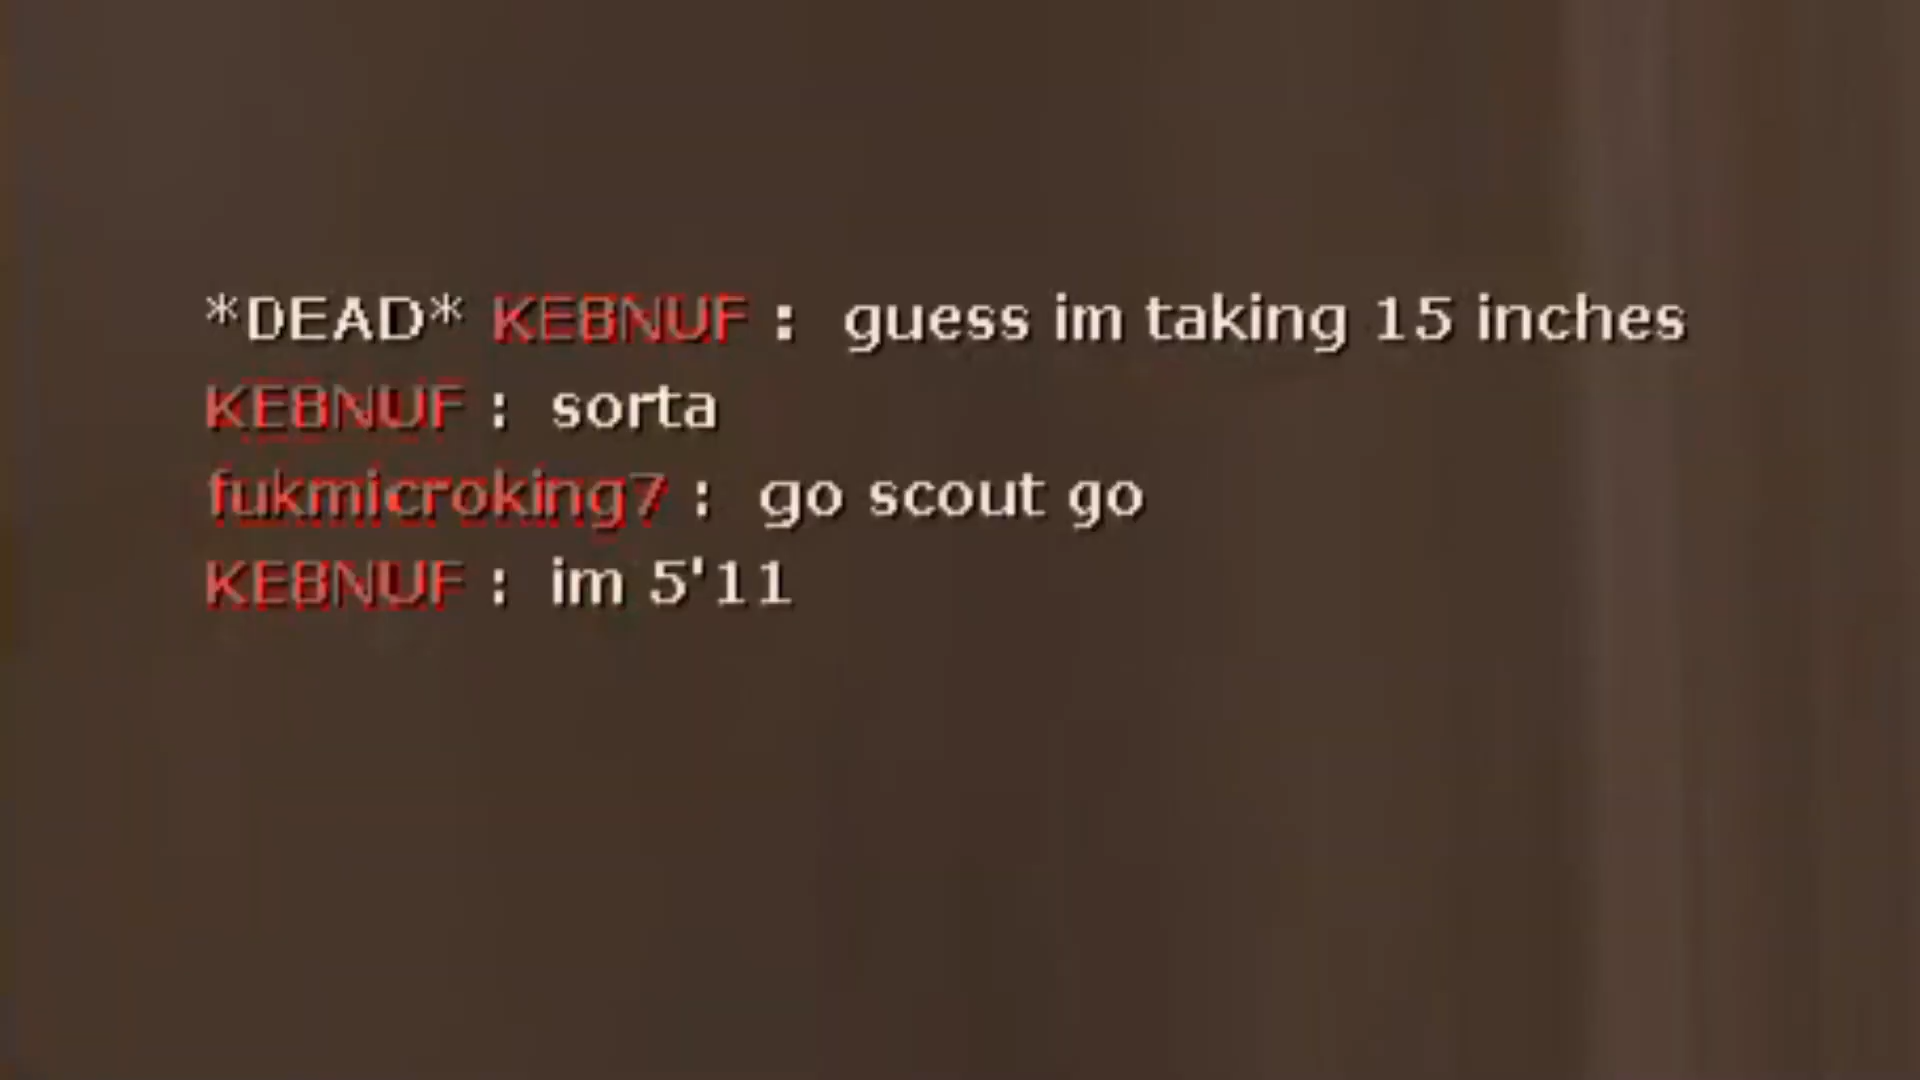 *DEAD* KEBNUF :  guess im taking 15 inches
KEBNUF :  sorta
fukmicroking7 :  go scout go
KEBNUF :  im 5'11